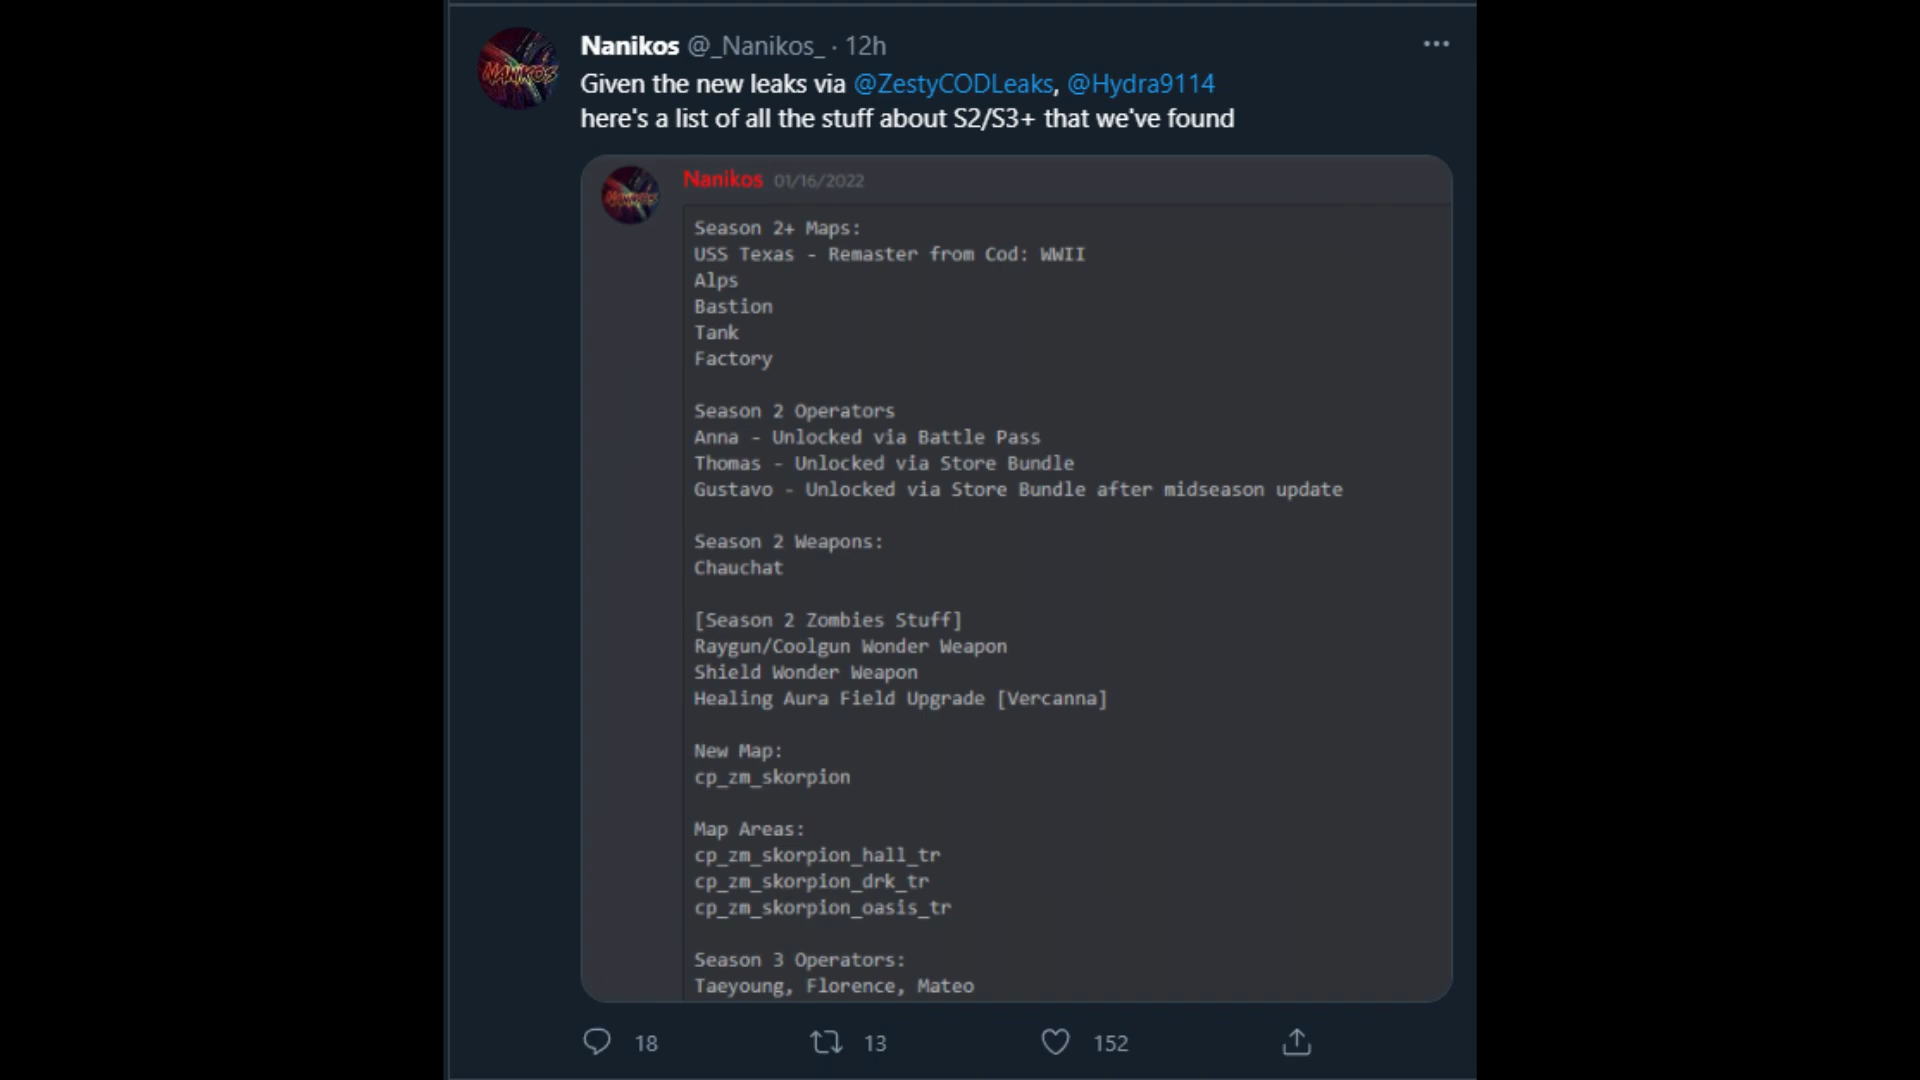 Nanikos @_Nanikos_ · 12h
Given the new leaks via @ZestyCODLeaks, @Hydra9114
here's a list of all the stuff about S2/S3+ that we've found
NANIKOS
Nanikos 01/16/2022
NANIKOS
Season 2+ Maps:
USS Texas - Remaster from Cod: WWII
Alps
Bastion
Tank
Factory
Season 2 Operators
Anna - Unlocked via Battle Pass
Thomas - Unlocked via Store Bundle
Gustavo - Unlocked via Store Bundle after midseason update
Season 2 Weapons:
Chauchat
[Season 2 Zombies Stuff]
Raygun/Coolgun Wonder Weapon
Shield Wonder Weapon
Healing Aura Field Upgrade [Vercanna]
New Map:
cp_zm_skorpion
Map Areas:
cp_zm_skorpion_hall_tr
cp_zm_skorpion_drk_tr
cp_zm_skorpion_oasis_tr
Season 3 Operators:
Taeyoung, Florence, Mateo
18 13 152